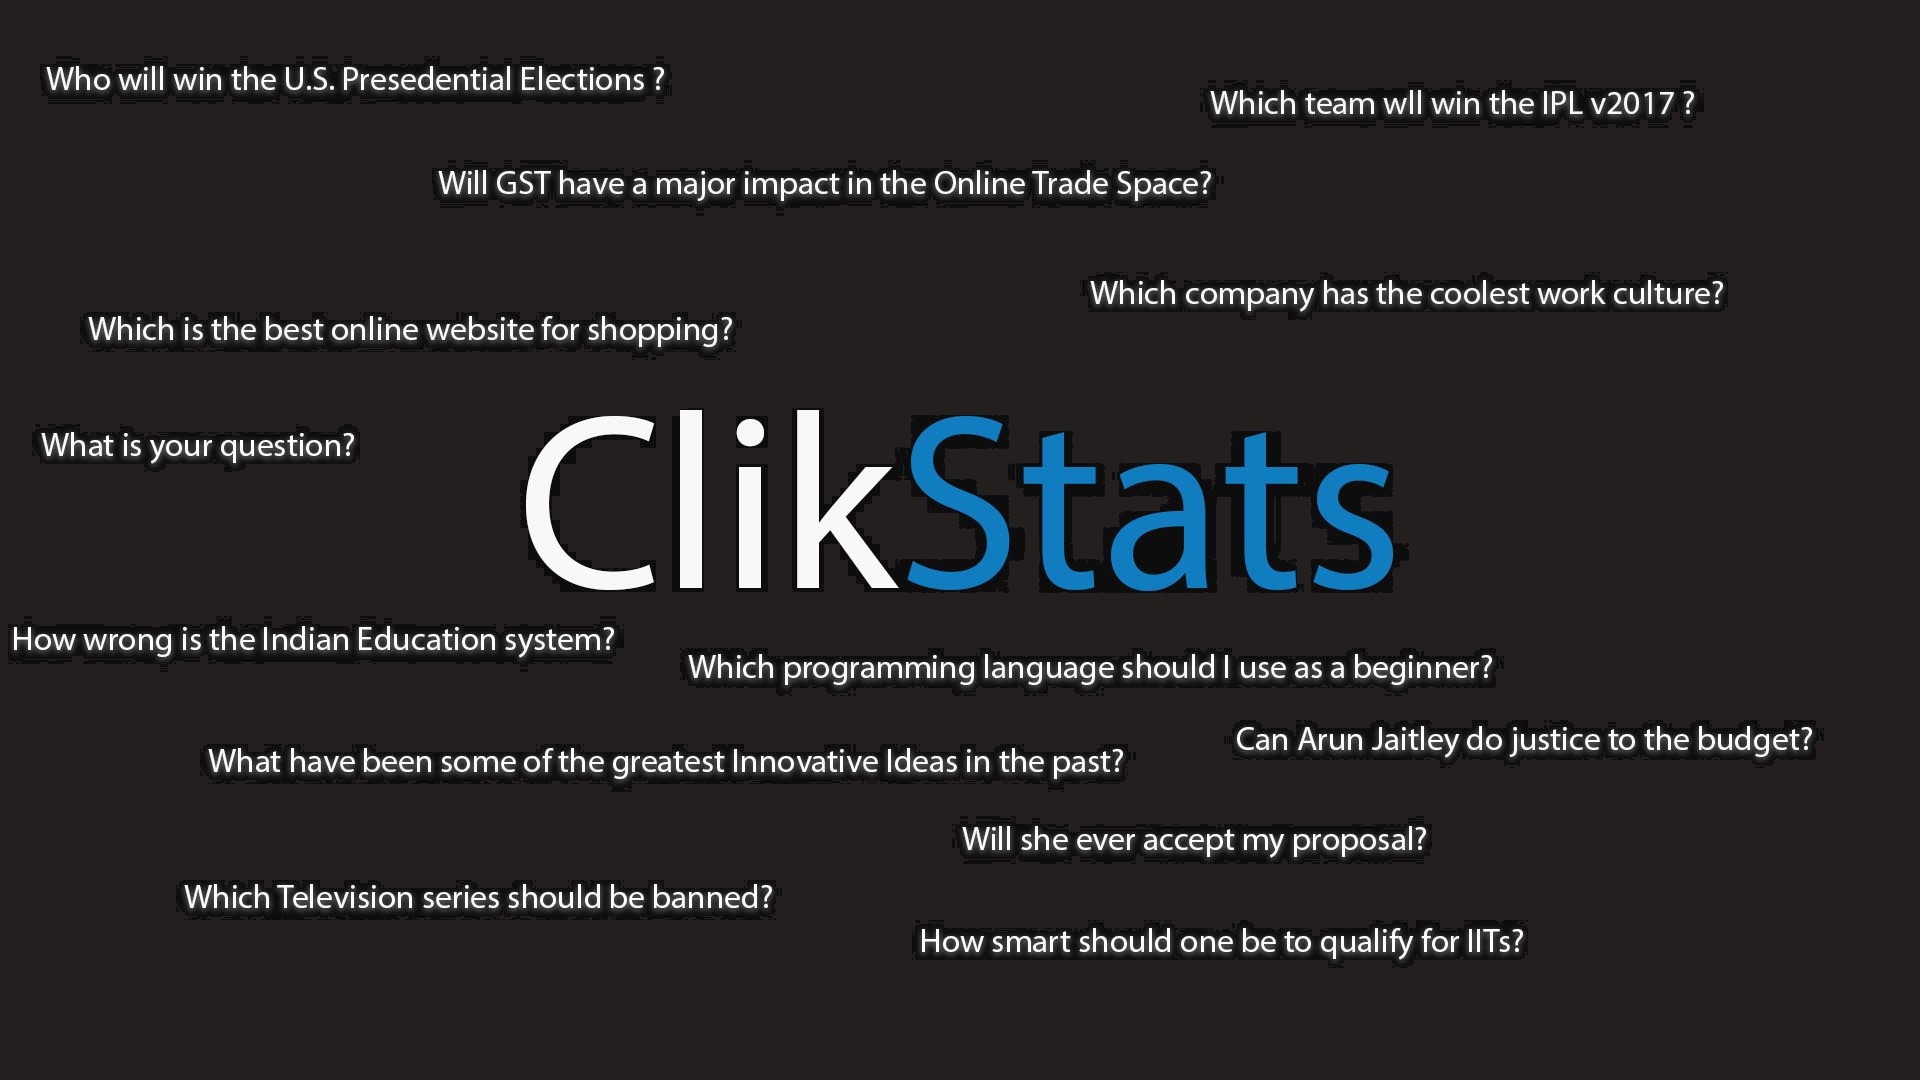 Who will win the U.S. Presedential Elections ?
Which team wll win the IPL v2017 ?
Will GST have a major impact in the Online Trade Space?
Which company has the coolest work culture?
Which is the best online website for shopping?
What is your question?
ClikStats
How wrong is the Indian Education system?
Which programming language should I use as a beginner?
Can Arun Jaitley do justice to the budget?
What have been some of the greatest Innovative Ideas in the past?
Will she ever accept my proposal?
Which Television series should be banned?
How smart should one be to qualify for IITs?